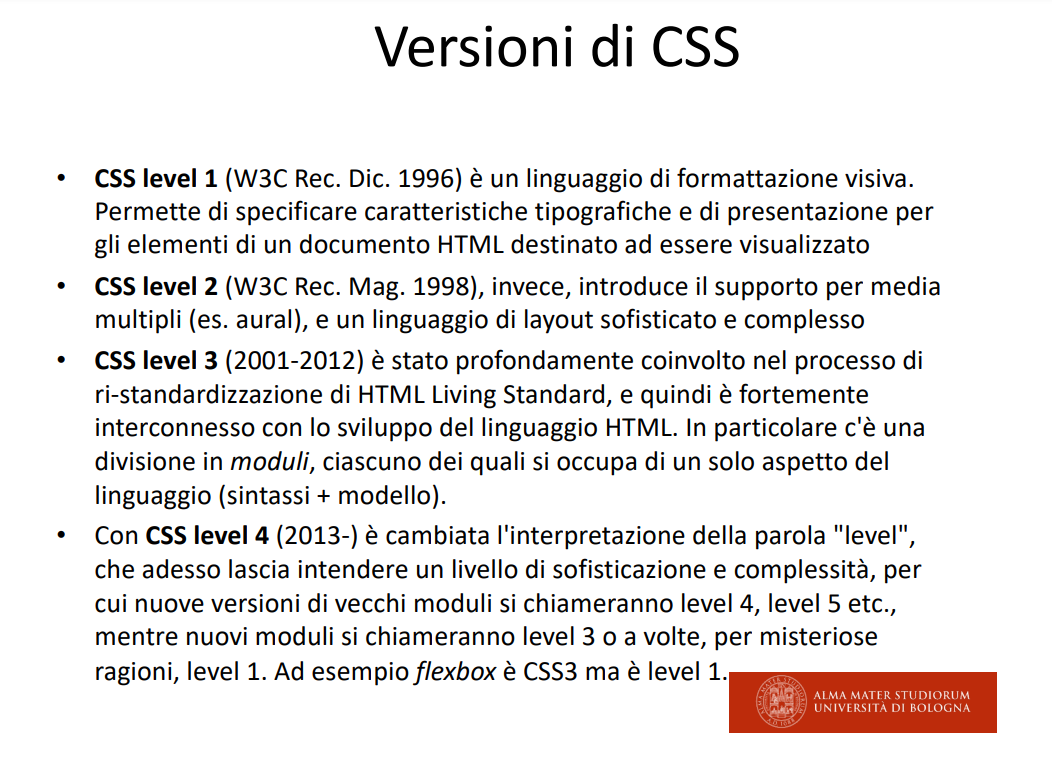 Versioni di CSS
• CSS level 1 (W3C Rec. Dic. 1996) è un linguaggio di formattazione visiva.
Permette di specificare caratteristiche tipografiche e di presentazione per
gli elementi di un documento HTML destinato ad essere visualizzato
• CSS level 2 (W3C Rec. Mag. 1998), invece, introduce il supporto per media
multipli (es. aural), e un linguaggio di layout sofisticato e complesso
• CSS level 3 (2001-2012) è stato profondamente coinvolto nel processo di
ri-standardizzazione di HTML Living Standard, e quindi è fortemente
interconnesso con lo sviluppo del linguaggio HTML. In particolare c'è una
divisione in moduli, ciascuno dei quali si occupa di un solo aspetto del
linguaggio (sintassi + modello).
• Con CSS level 4 (2013-) è cambiata l'interpretazione della parola "level",
che adesso lascia intendere un livello di sofisticazione e complessità, per
cui nuove versioni di vecchi moduli si chiameranno level 4, level 5 etc.,
mentre nuovi moduli si chiameranno level 3 o a volte, per misteriose
ragioni, level 1. Ad esempio flexbox è CSS3 ma è level 1.
ALMA MATER STUDIORUM
UNIVERSITÀ DI BOLOGNA